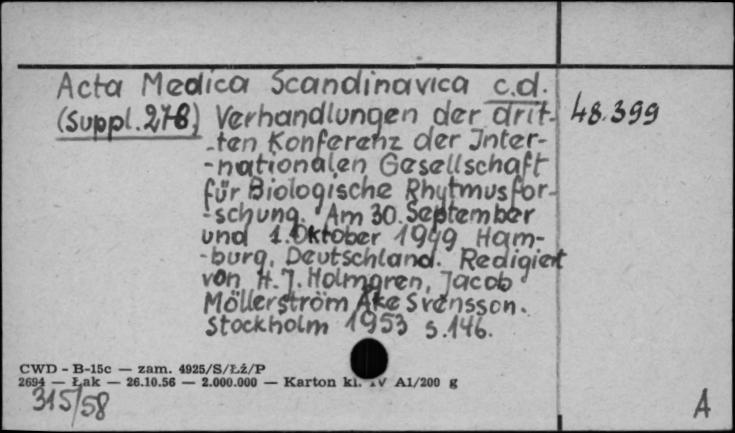 Acta Medica Scandinavica c.d.
(Suppl. 278) Verhandlungen der drit- 48.399
-ten Konferenz der Inter-
-nationalen Gesellschaft
für Biologische Rhytmusfor-
-schung. Am 30. September
und 1. Oktober 1949 Ham-
-burg, Deutschland. Redigiert
von H. J. Holmgren, Jacob
Möllerström Åke Svensson.
Stockholm 1953 s. 146.
CWD - B-15c — zam. 4925/S/Łż/P
2694 — Łak — 26.10.56 — 2.000.000 — Karton kl. IV A1/200 g
315/58 A